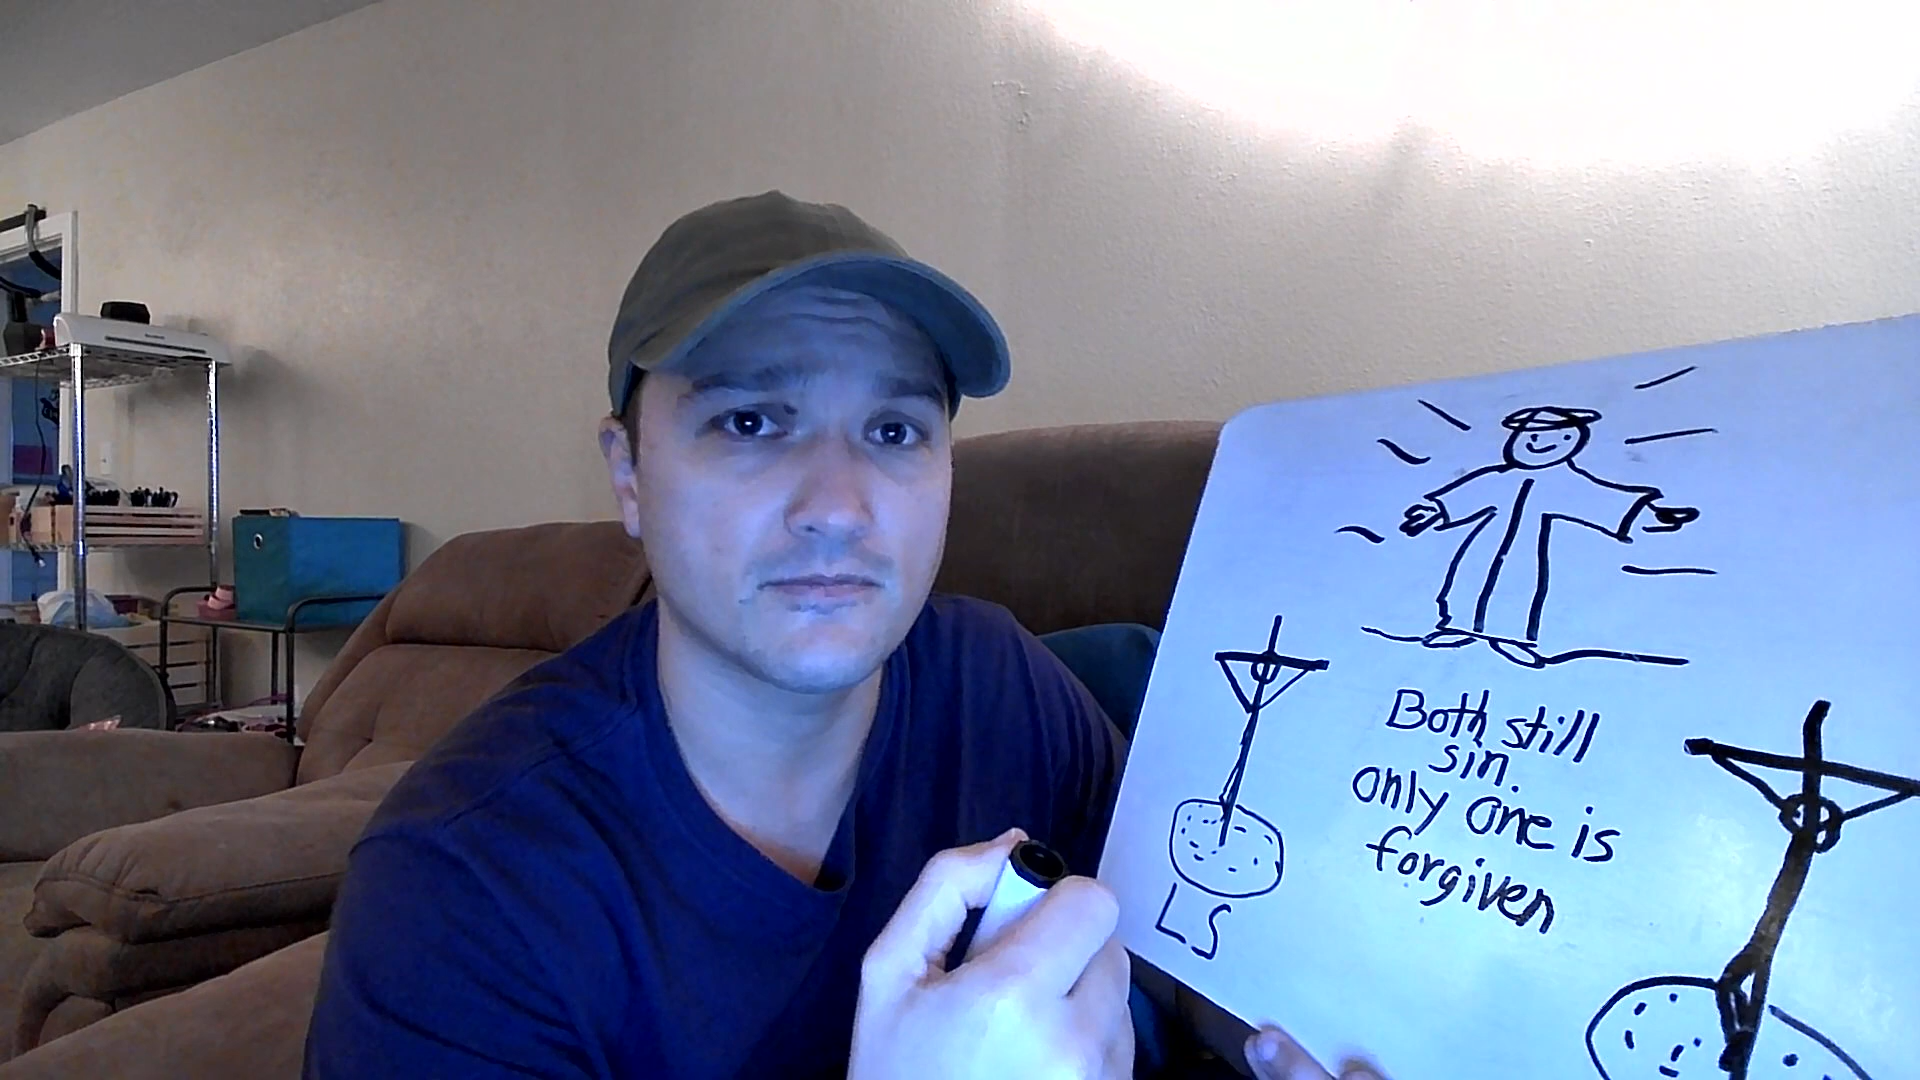 Both still
sin
only one is
forgiven
LS